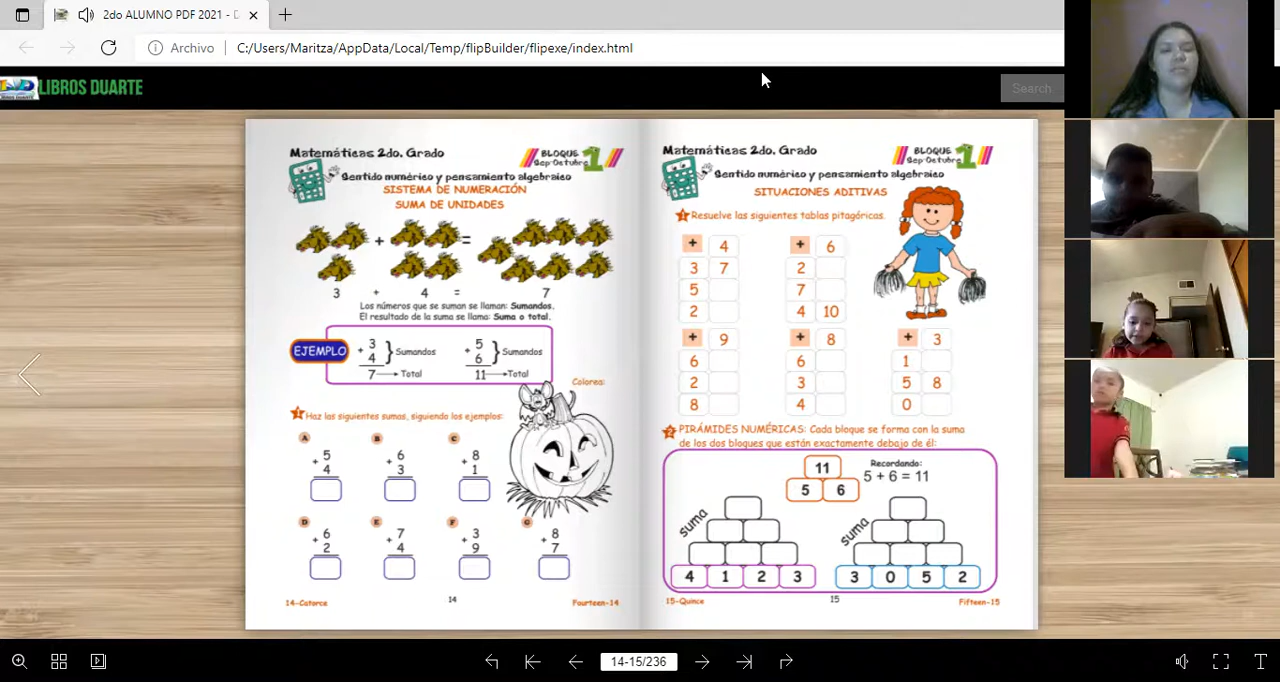 2do ALUMNO PDF 2021 - D
Archivo
C:/Users/Maritza/AppData/Local/Temp/flipBuilder/flipexe/index.html
LIBROS DUARTE
Search
Matemáticas 2do. Grado
BLOQUE 1
Sep-Octubre
Sentido numérico y pensamiento algebraico
SISTEMA DE NUMERACIÓN
SUMA DE UNIDADES
+ =
3 + 4 = 7
Los números que se suman se llaman: Sumandos.
El resultado de la suma se llama: Suma o total.
EJEMPLO
+ 3
4
Sumandos
7 Total
+ 5
6
Sumandos
11 Total
Colorea:
1 Haz las siguientes sumas, siguiendo los ejemplos:
A B C
5 6 8
+ 4 + 3 + 1
D E F G
6 7 3 8
+ 2 + 4 + 9 + 7
14-Catorce
14
Fourteen-14
Matemáticas 2do. Grado
BLOQUE 1
Sep-Octubre
Sentido numérico y pensamiento algebraico
SITUACIONES ADITIVAS
1 Resuelve las siguientes tablas pitagóricas.
+ 4
3 7
5
2
+ 6
2
7
4 10
+ 9
6
2
8
+ 8
6
3
4
+ 3
1
5 8
0
2 PIRÁMIDES NUMÉRICAS: Cada bloque se forma con la suma
de los dos bloques que están exactamente debajo de él:
11
5 6
Recordando:
5 + 6 = 11
suma
4 1 2 3
suma
3 0 5 2
15-Quince
15
Fifteen-15
14-15/236